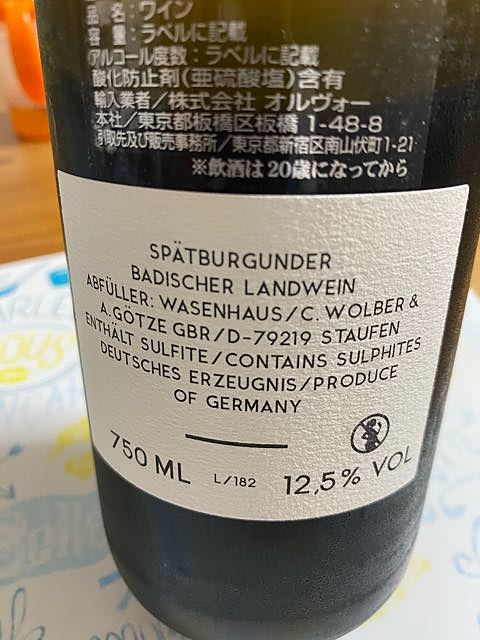 品 名：ワイン
容 量：ラベルに記載
アルコール度数：ラベルに記載
酸化防止剤(亜硫酸塩)含有
輸入業者／株式会社 オルヴォー
本社／東京都板橋区板橋 1-48-8
引取先及び販売事務所／東京都新宿区南山伏町1-21
※飲酒は20歳になってから
SPÄTBURGUNDER
BADISCHER LANDWEIN
ABFÜLLER: WASENHAUS/C. WOLBER &
A. GÖTZE GBR/D-79219 STAUFEN
ENTHÄLT SULFITE/CONTAINS SULPHITES
DEUTSCHES ERZEUGNIS/PRODUCE
OF GERMANY
750 ML L/182 12,5% VOL